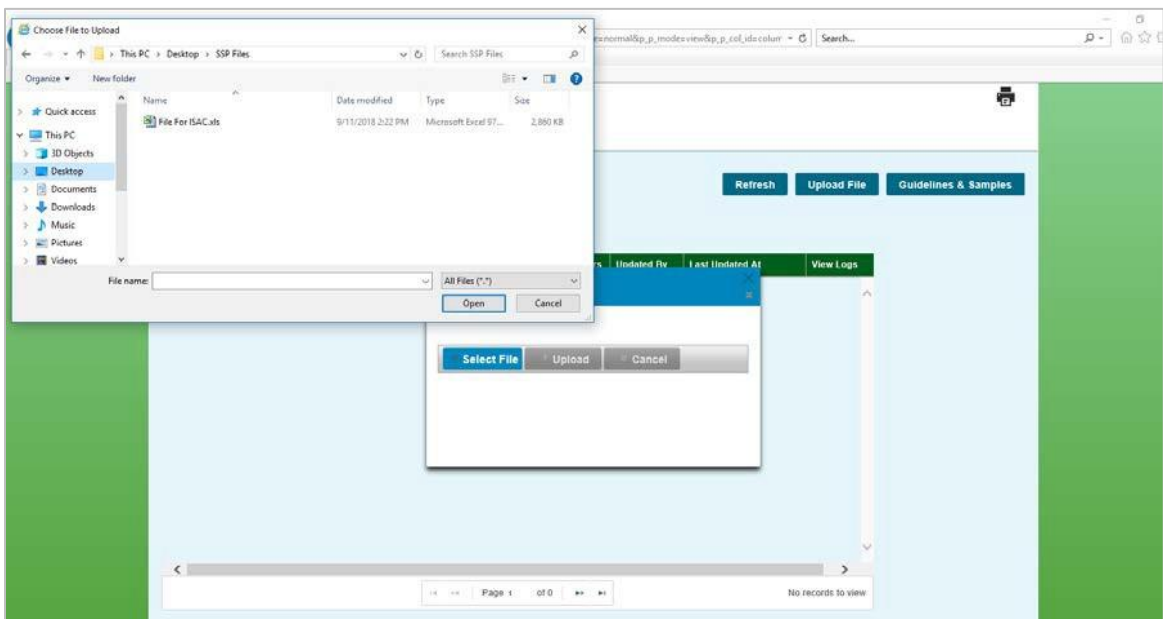 Choose File to Upload
This PC > Desktop > SSP Files
Search SSP Files
Organize
New folder
Name
Date modified
Type
Size
File For ISAC.xls
9/11/2018 2:22 PM
Microsoft Excel 97...
2,860 KB
Quick access
This PC
3D Objects
Desktop
Documents
Downloads
Music
Pictures
Videos
File name:
All Files (*.*)
Open
Cancel
Search...
Refresh
Upload File
Guidelines & Samples
Updated By
Last Updated At
View Logs
Select File
Upload
Cancel
Page 1 of 0
No records to view